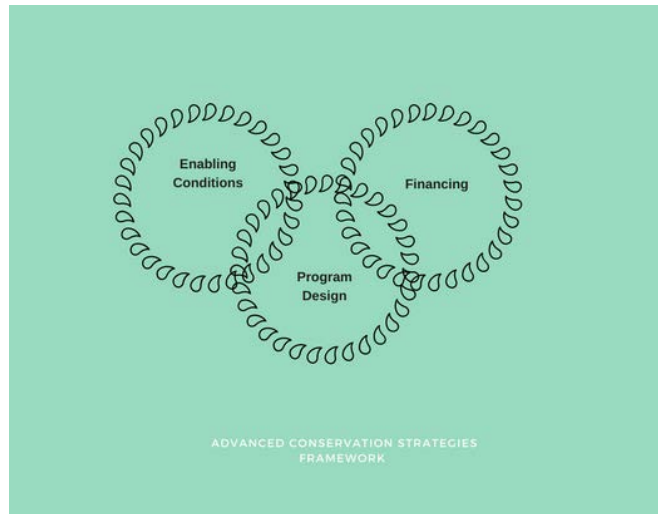 Enabling
Conditions
Financing
Program
Design
ADVANCED CONSERVATION STRATEGIES
FRAMEWORK